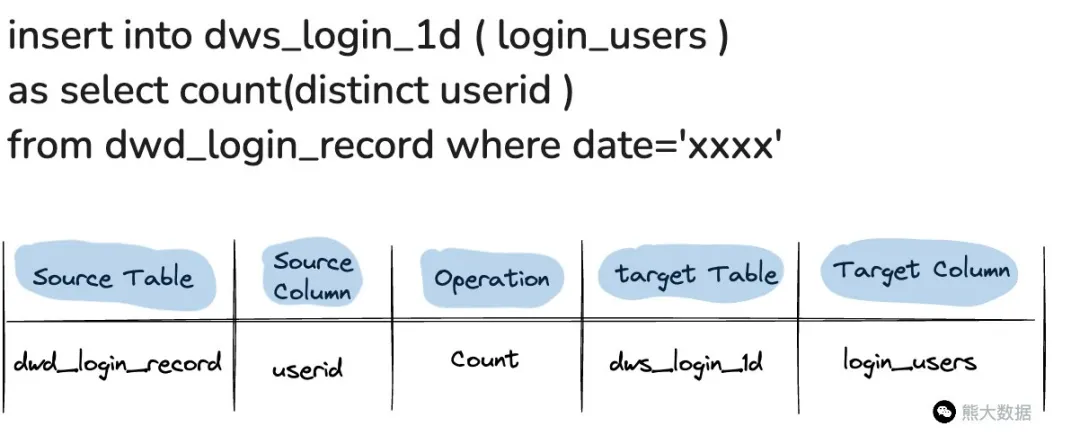 insert into dws_login_1d ( login_users )
as select count(distinct userid )
from dwd_login_record where date='xxxx'
Source Table
Source
Column
Operation
target Table
Target Column
dwd_login_record
userid
Count
dws_login_1d
login_users
熊大数据